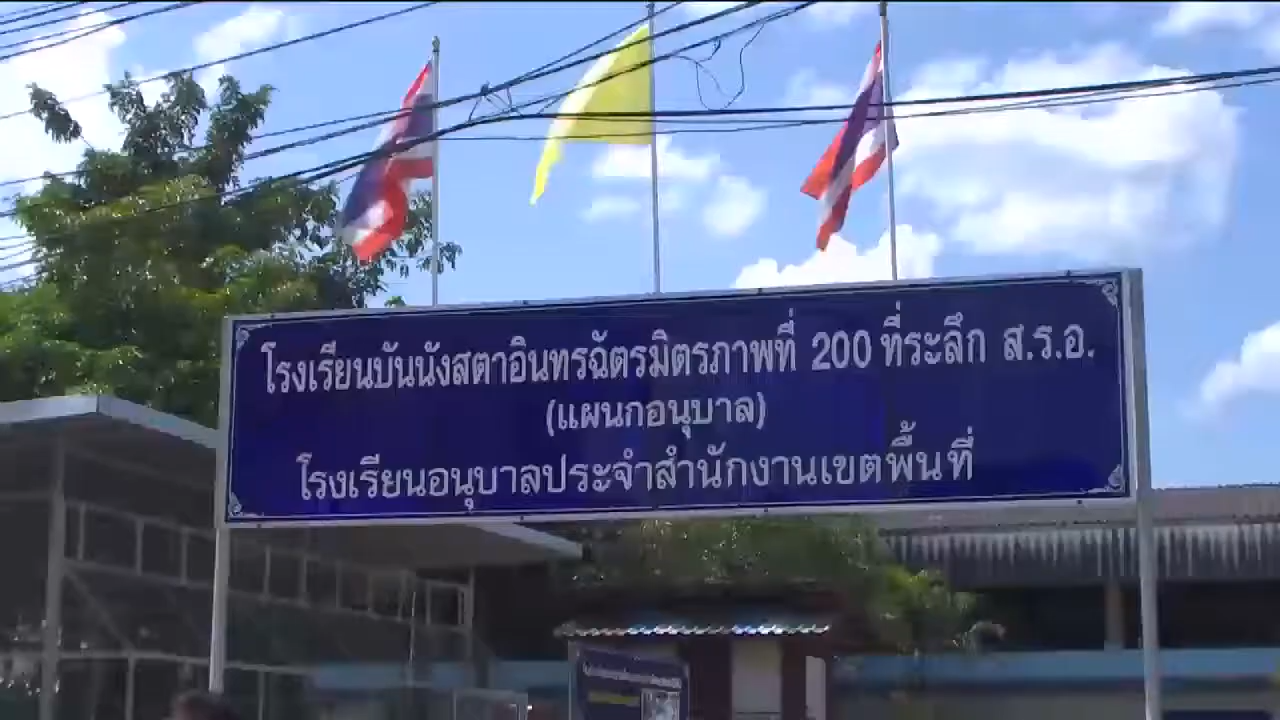 โรงเรียนบันนังสตาอินทรฉัตรมิตรภาพที่ 200 ที่ระลึก ส.ร.อ.
(แผนกอนุบาล)
โรงเรียนอนุบาลประจำสำนักงานเขตพื้นที่